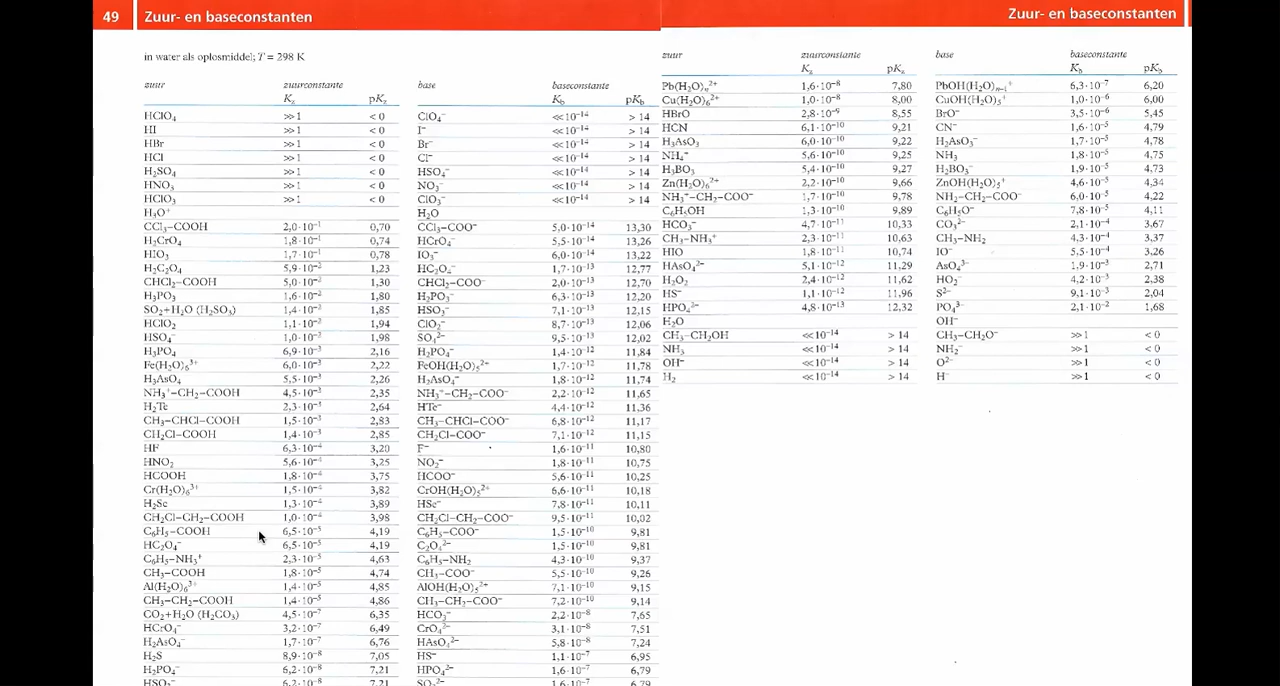 49 Zuur- en baseconstanten
Zuur- en baseconstanten
in water als oplosmiddel; T = 298 K
zuur zuurconstante base baseconstante
Kz pKz Kb pKb
HClO₄ ≫ 1 < 0 ClO₄⁻ ≪10⁻¹⁴ > 14
HI ≫ 1 < 0 I⁻ ≪10⁻¹⁴ > 14
HBr ≫ 1 < 0 Br⁻ ≪10⁻¹⁴ > 14
HCl ≫ 1 < 0 Cl⁻ ≪10⁻¹⁴ > 14
H₂SO₄ ≫ 1 < 0 HSO₄⁻ ≪10⁻¹⁴ > 14
HNO₃ ≫ 1 < 0 NO₃⁻ ≪10⁻¹⁴ > 14
HClO₃ ≫ 1 < 0 ClO₃⁻ ≪10⁻¹⁴ > 14
H₃O⁺ H₂O
CCl₃–COOH 2,0·10⁻¹ 0,70 CCl₃–COO⁻ 5,0·10⁻¹⁴ 13,30
H₂CrO₄ 1,8·10⁻¹ 0,74 HCrO₄⁻ 5,5·10⁻¹⁴ 13,26
HIO₃ 1,7·10⁻¹ 0,78 IO₃⁻ 6,0·10⁻¹⁴ 13,22
H₂C₂O₄ 5,9·10⁻² 1,23 HC₂O₄⁻ 1,7·10⁻¹³ 12,77
CHCl₂–COOH 5,0·10⁻² 1,30 CHCl₂–COO⁻ 2,0·10⁻¹³ 12,70
H₃PO₃ 1,6·10⁻² 1,80 H₂PO₃⁻ 6,3·10⁻¹³ 12,20
SO₂+H₂O (H₂SO₃) 1,4·10⁻² 1,85 HSO₃⁻ 7,1·10⁻¹³ 12,15
HClO₂ 1,1·10⁻² 1,94 ClO₂⁻ 8,7·10⁻¹³ 12,06
HSO₄⁻ 1,0·10⁻² 1,98 SO₄²⁻ 9,5·10⁻¹³ 12,02
H₃PO₄ 6,9·10⁻³ 2,16 H₂PO₄⁻ 1,4·10⁻¹² 11,84
Fe(H₂O)₆³⁺ 6,0·10⁻³ 2,22 FeOH(H₂O)₅²⁺ 1,7·10⁻¹² 11,78
H₃AsO₄ 5,5·10⁻³ 2,26 H₂AsO₄⁻ 1,8·10⁻¹² 11,74
NH₃⁺–CH₂–COOH 4,5·10⁻³ 2,35 NH₃⁺–CH₂–COO⁻ 2,2·10⁻¹² 11,65
H₂Te 2,3·10⁻³ 2,64 HTe⁻ 4,4·10⁻¹² 11,36
CH₃–CHCl–COOH 1,5·10⁻³ 2,83 CH₃–CHCl–COO⁻ 6,8·10⁻¹² 11,17
CH₂Cl–COOH 1,4·10⁻³ 2,85 CH₂Cl–COO⁻ 7,1·10⁻¹² 11,15
HF 6,3·10⁻⁴ 3,20 F⁻ 1,6·10⁻¹¹ 10,80
HNO₂ 5,6·10⁻⁴ 3,25 NO₂⁻ 1,8·10⁻¹¹ 10,75
HCOOH 1,8·10⁻⁴ 3,75 HCOO⁻ 5,6·10⁻¹¹ 10,25
Cr(H₂O)₆³⁺ 1,5·10⁻⁴ 3,82 CrOH(H₂O)₅²⁺ 6,6·10⁻¹¹ 10,18
H₂Se 1,3·10⁻⁴ 3,89 HSe⁻ 7,8·10⁻¹¹ 10,11
CH₂Cl–CH₂–COOH 1,0·10⁻⁴ 3,98 CH₂Cl–CH₂–COO⁻ 9,5·10⁻¹¹ 10,02
C₆H₅–COOH 6,5·10⁻⁵ 4,19 C₆H₅–COO⁻ 1,5·10⁻¹⁰ 9,81
HC₂O₄⁻ 6,5·10⁻⁵ 4,19 C₂O₄²⁻ 1,5·10⁻¹⁰ 9,81
C₆H₅–NH₃⁺ 2,3·10⁻⁵ 4,63 C₆H₅–NH₂ 4,3·10⁻¹⁰ 9,37
CH₃–COOH 1,8·10⁻⁵ 4,74 CH₃–COO⁻ 5,5·10⁻¹⁰ 9,26
Al(H₂O)₆³⁺ 1,4·10⁻⁵ 4,85 AlOH(H₂O)₅²⁺ 7,1·10⁻¹⁰ 9,15
CH₃–CH₂–COOH 1,4·10⁻⁵ 4,86 CH₃–CH₂–COO⁻ 7,2·10⁻¹⁰ 9,14
CO₂+H₂O (H₂CO₃) 4,5·10⁻⁷ 6,35 HCO₃⁻ 2,2·10⁻⁸ 7,65
HCrO₄⁻ 3,2·10⁻⁷ 6,49 CrO₄²⁻ 3,1·10⁻⁸ 7,51
H₂AsO₄⁻ 1,7·10⁻⁷ 6,76 HAsO₄²⁻ 5,8·10⁻⁸ 7,24
H₂S 8,9·10⁻⁸ 7,05 HS⁻ 1,1·10⁻⁷ 6,95
H₂PO₄⁻ 6,2·10⁻⁸ 7,21 HPO₄²⁻ 1,6·10⁻⁷ 6,79
HSO₃⁻ 6,2·10⁻⁸ 7,21 SO₃²⁻ 1,6·10⁻⁷ 6,79
zuur zuurconstante base baseconstante
Kz pKz Kb pKb
Pb(H₂O)ₙ²⁺ 1,6·10⁻⁸ 7,80 PbOH(H₂O)ₙ₋₁⁺ 6,3·10⁻⁷ 6,20
Cu(H₂O)₆²⁺ 1,0·10⁻⁸ 8,00 CuOH(H₂O)₅⁺ 1,0·10⁻⁶ 6,00
HBrO 2,8·10⁻⁹ 8,55 BrO⁻ 3,5·10⁻⁶ 5,45
HCN 6,1·10⁻¹⁰ 9,21 CN⁻ 1,6·10⁻⁵ 4,79
H₃AsO₃ 6,0·10⁻¹⁰ 9,22 H₂AsO₃⁻ 1,7·10⁻⁵ 4,78
NH₄⁺ 5,6·10⁻¹⁰ 9,25 NH₃ 1,8·10⁻⁵ 4,75
H₃BO₃ 5,4·10⁻¹⁰ 9,27 H₂BO₃⁻ 1,9·10⁻⁵ 4,73
Zn(H₂O)₆²⁺ 2,2·10⁻¹⁰ 9,66 ZnOH(H₂O)₅⁺ 4,6·10⁻⁵ 4,34
NH₃⁺–CH₂–COO⁻ 1,7·10⁻¹⁰ 9,78 NH₂–CH₂–COO⁻ 6,0·10⁻⁵ 4,22
C₆H₅OH 1,3·10⁻¹⁰ 9,89 C₆H₅O⁻ 7,8·10⁻⁵ 4,11
HCO₃⁻ 4,7·10⁻¹¹ 10,33 CO₃²⁻ 2,1·10⁻⁴ 3,67
CH₃–NH₃⁺ 2,3·10⁻¹¹ 10,63 CH₃–NH₂ 4,3·10⁻⁴ 3,37
HIO 1,8·10⁻¹¹ 10,74 IO⁻ 5,5·10⁻⁴ 3,26
HAsO₄²⁻ 5,1·10⁻¹² 11,29 AsO₄³⁻ 1,9·10⁻³ 2,71
H₂O₂ 2,4·10⁻¹² 11,62 HO₂⁻ 4,2·10⁻³ 2,38
HS⁻ 1,1·10⁻¹² 11,96 S²⁻ 9,1·10⁻³ 2,04
HPO₄²⁻ 4,8·10⁻¹³ 12,32 PO₄³⁻ 2,1·10⁻² 1,68
H₂O OH⁻
CH₃–CH₂OH ≪10⁻¹⁴ > 14 CH₃–CH₂O⁻ ≫ 1 < 0
NH₃ ≪10⁻¹⁴ > 14 NH₂⁻ ≫ 1 < 0
OH⁻ ≪10⁻¹⁴ > 14 O²⁻ ≫ 1 < 0
H₂ ≪10⁻¹⁴ > 14 H⁻ ≫ 1 < 0